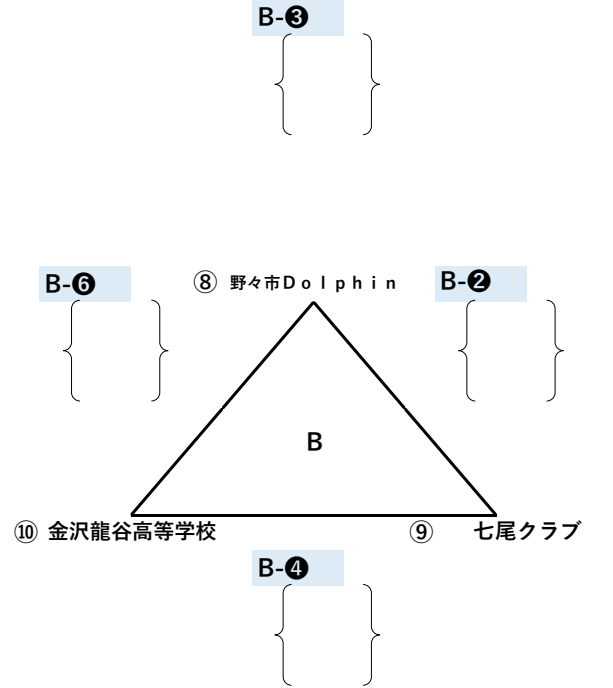 B-❸
B-❻
⑧ 野々市Ｄｏｌｐｈｉｎ
B-❷
B
⑩ 金沢龍谷高等学校
⑨ 七尾クラブ
B-❹